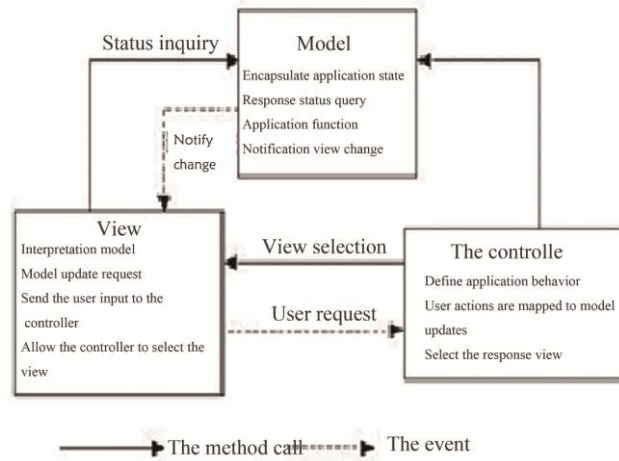 Status inquiry
Model
Encapsulate application state
Response status query
Application function
Notification view change
Notify
change
View
Interpretation model
Model update request
Send the user input to the
controller
Allow the controller to select the
view
View selection
User request
The controlle
Define application behavior
User actions are mapped to model
updates
Select the response view
The method call
The event